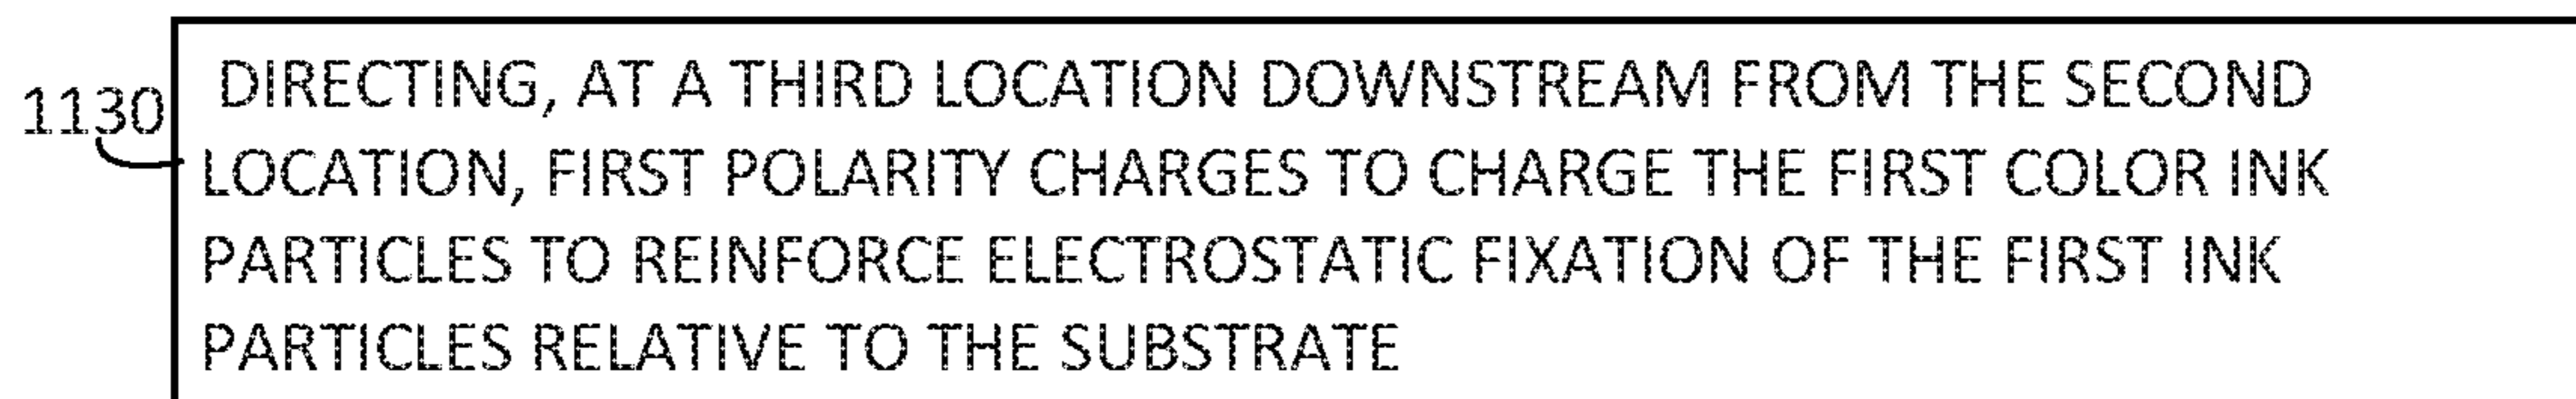 1130
DIRECTING, AT A THIRD LOCATION DOWNSTREAM FROM THE SECOND
LOCATION, FIRST POLARITY CHARGES TO CHARGE THE FIRST COLOR INK
PARTICLES TO REINFORCE ELECTROSTATIC FIXATION OF THE FIRST INK
PARTICLES RELATIVE TO THE SUBSTRATE